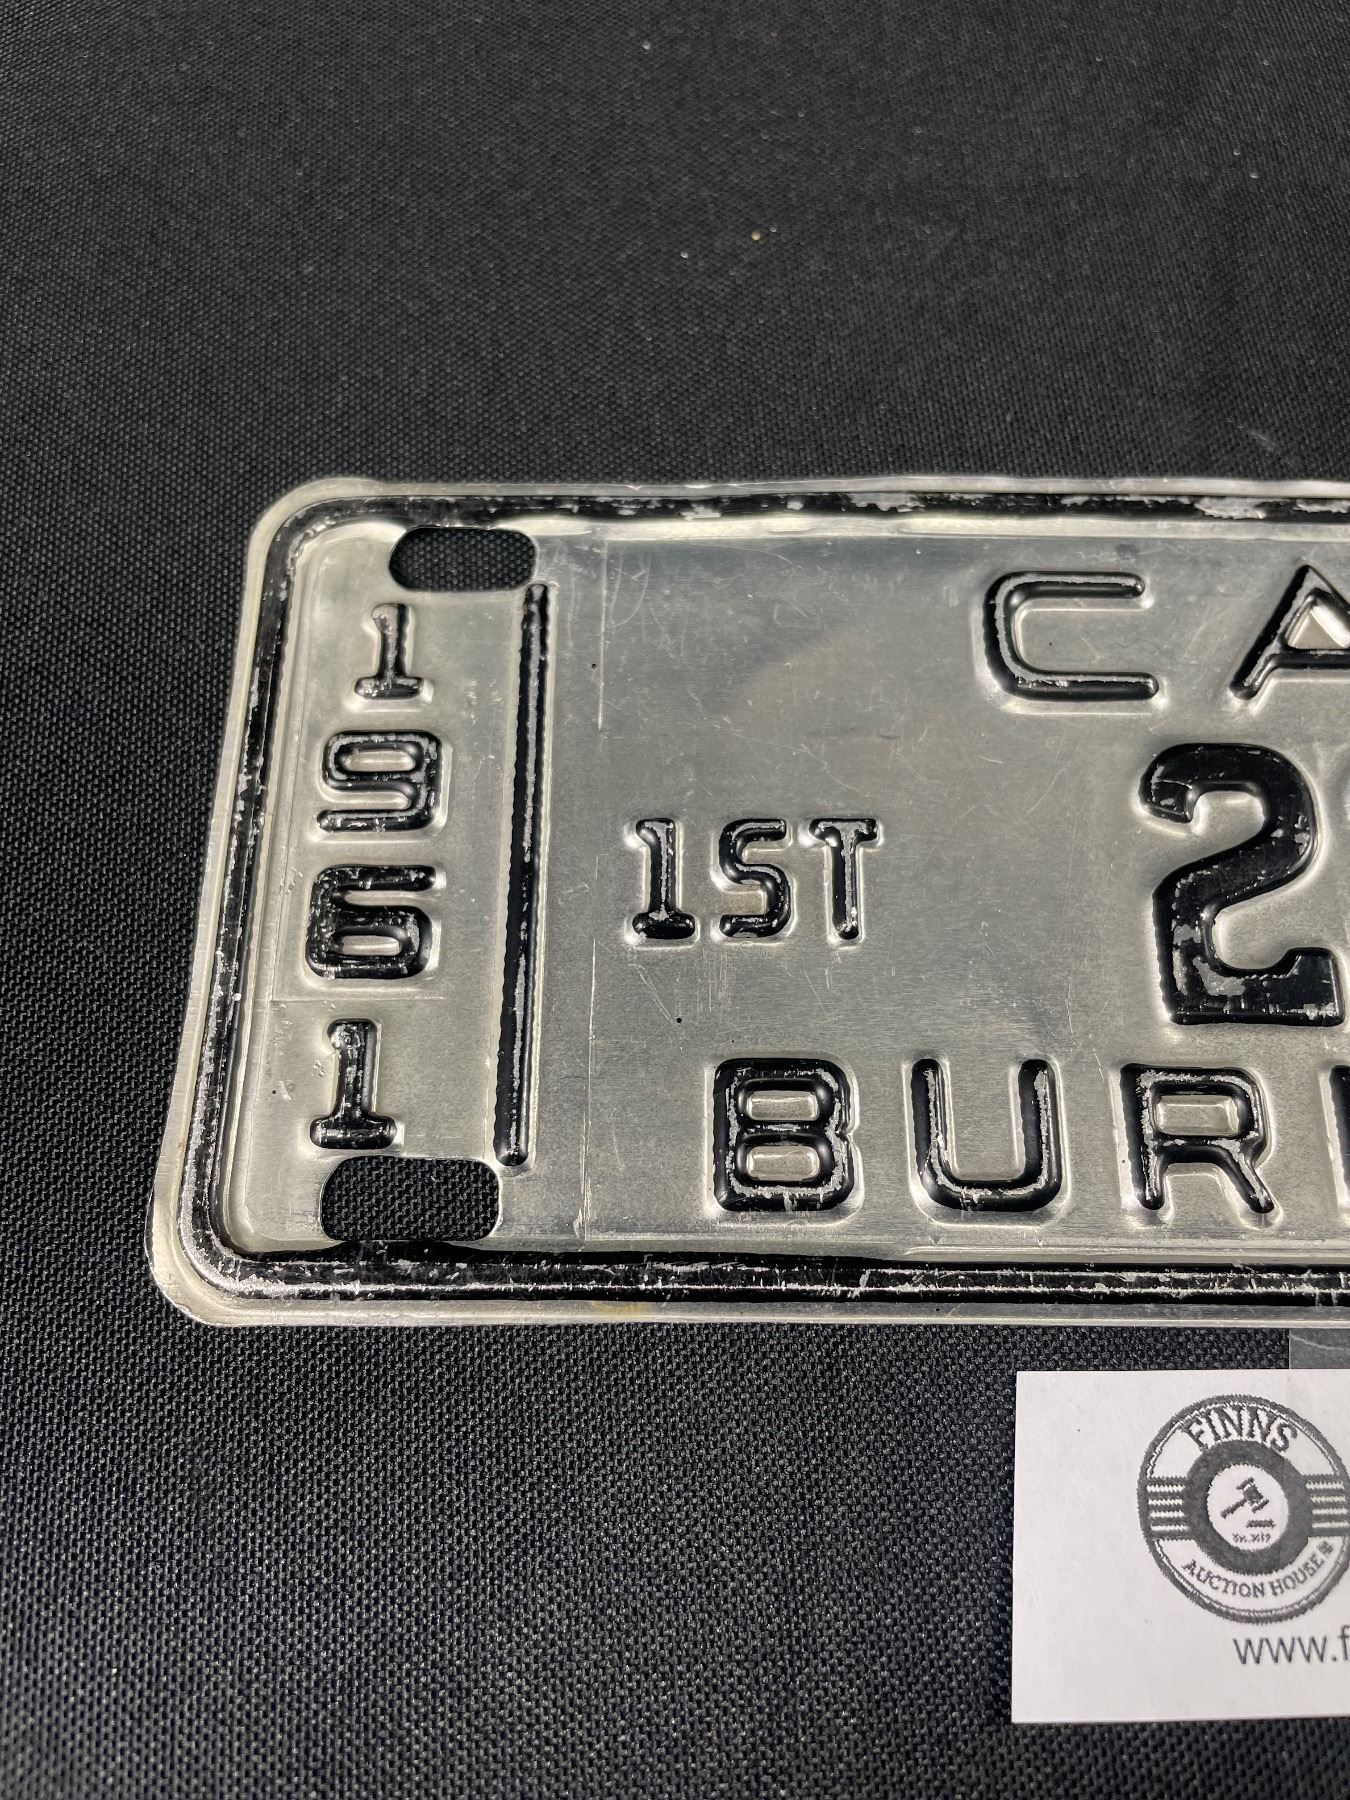 1961
CA
1ST 2
BUR
FINNS
AUCTION HOUSE
www.f